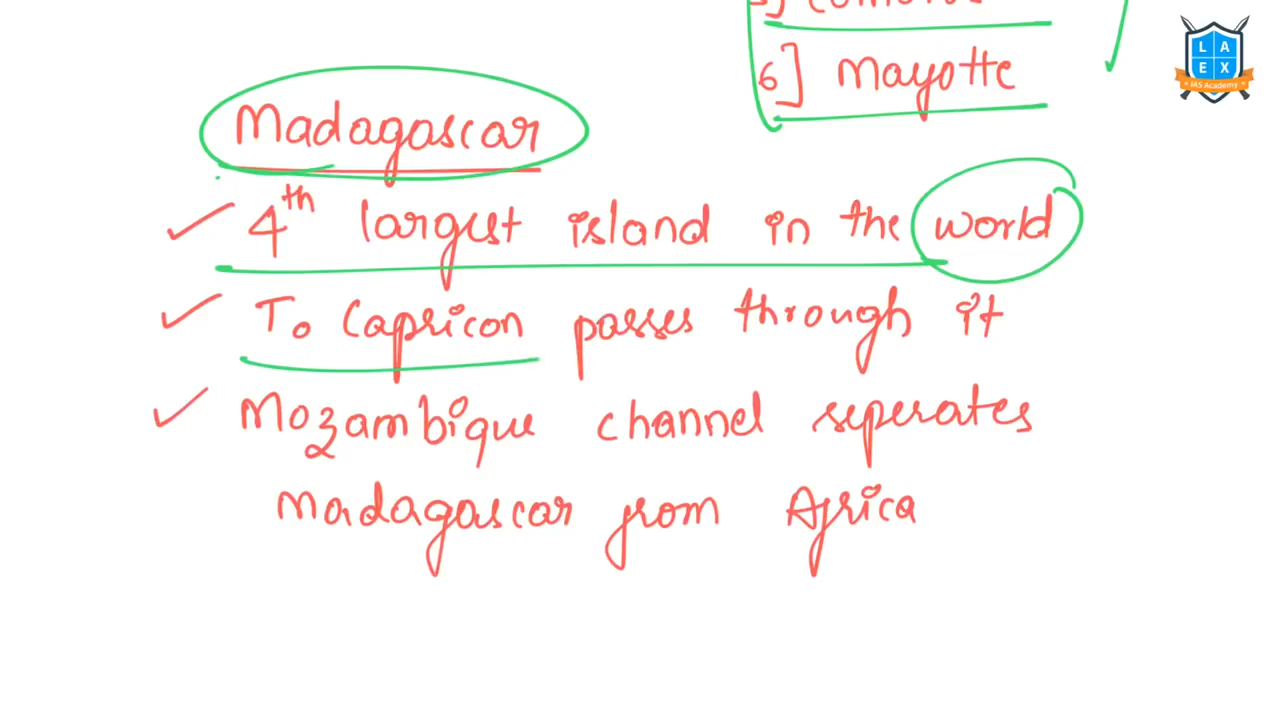 6] Mayotte
LAEX
IAS Academy
Madagascar
4th largest island in the world
To Capricon passes through it
Mozambique channel seperates
Madagascar from Africa